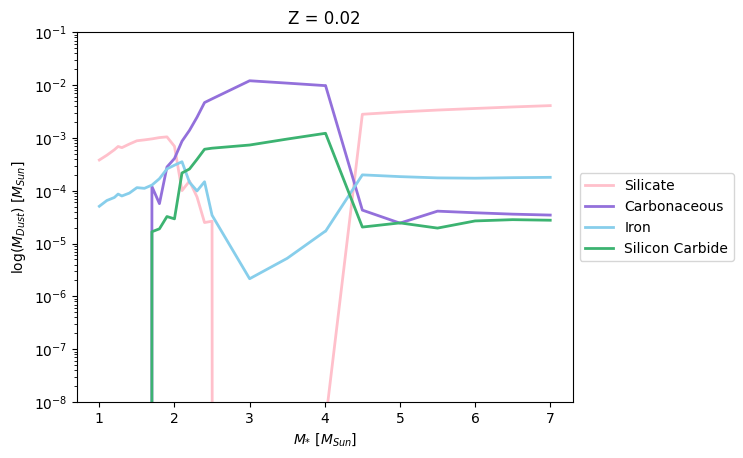 Z = 0.02
log(M_Dust) [M_Sun]
10⁻¹
10⁻²
10⁻³
10⁻⁴
10⁻⁵
10⁻⁶
10⁻⁷
10⁻⁸
1 2 3 4 5 6 7
M* [M_Sun]
Silicate
Carbonaceous
Iron
Silicon Carbide